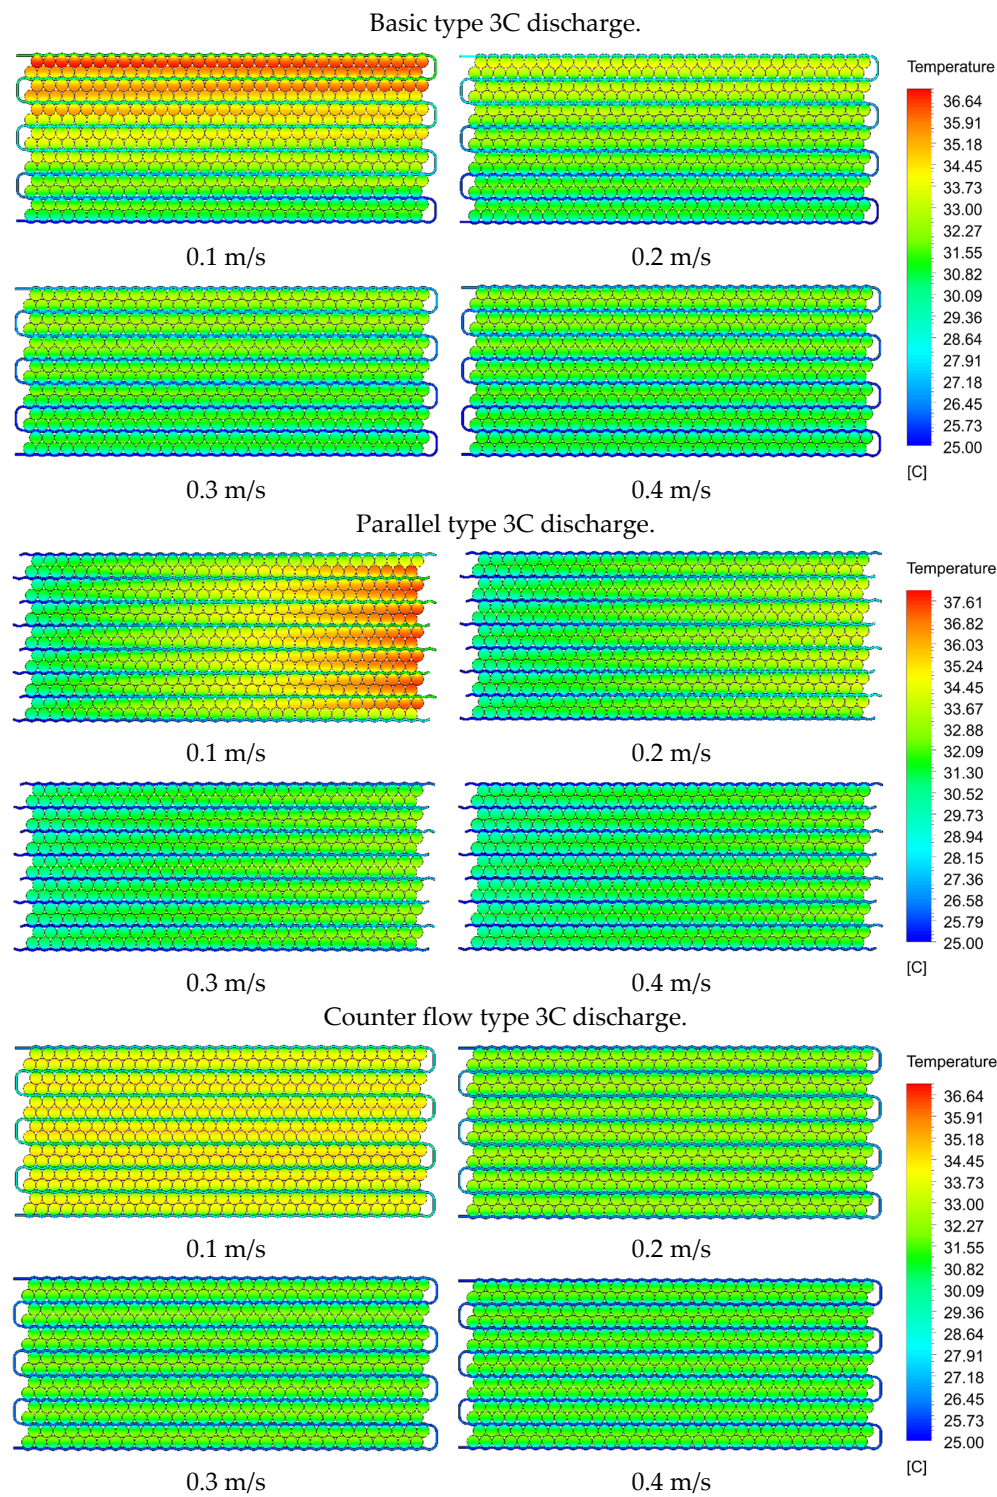 Basic type 3C discharge.
Temperature
36.64
35.91
35.18
34.45
33.73
33.00
32.27
31.55
30.82
30.09
29.36
28.64
27.91
27.18
26.45
25.73
25.00
[C]
0.1 m/s
0.2 m/s
0.3 m/s
0.4 m/s
Parallel type 3C discharge.
Temperature
37.61
36.82
36.03
35.24
34.45
33.67
32.88
32.09
31.30
30.52
29.73
28.94
28.15
27.36
26.58
25.79
25.00
[C]
0.1 m/s
0.2 m/s
0.3 m/s
0.4 m/s
Counter flow type 3C discharge.
Temperature
36.64
35.91
35.18
34.45
33.73
33.00
32.27
31.55
30.82
30.09
29.36
28.64
27.91
27.18
26.45
25.73
25.00
[C]
0.1 m/s
0.2 m/s
0.3 m/s
0.4 m/s